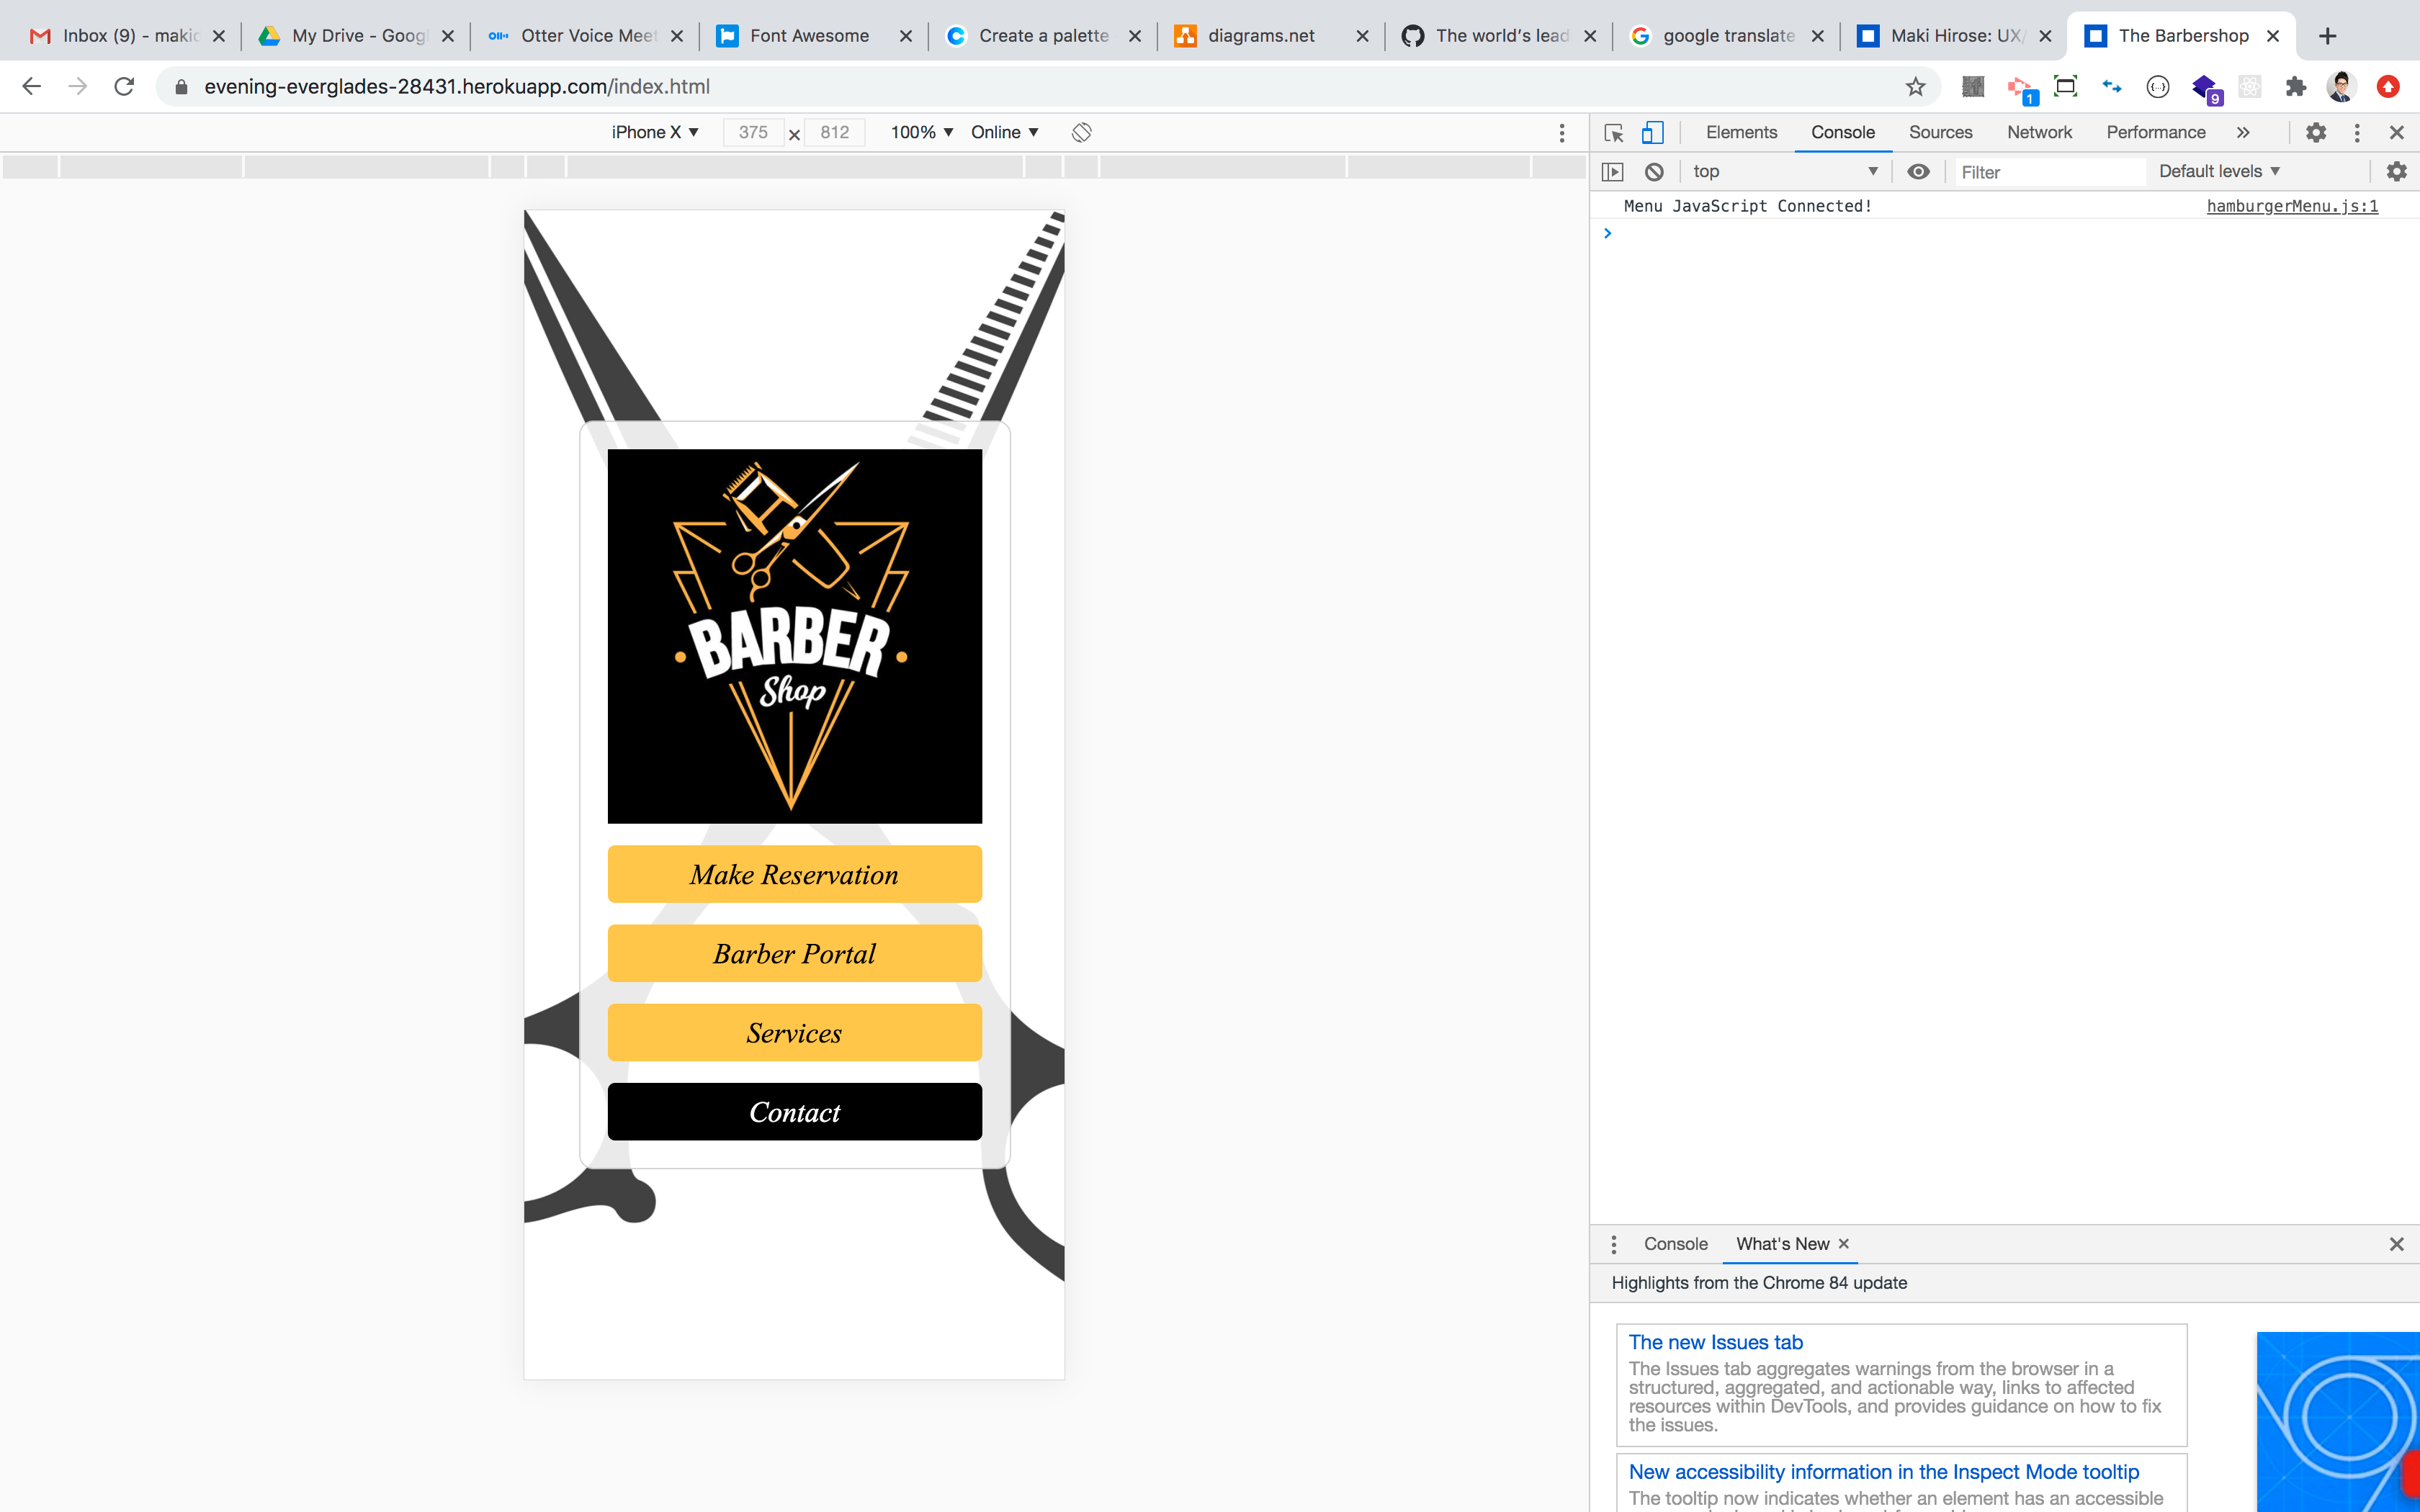 Inbox (9) - makic
My Drive - Googl
Otter Voice Meet
Font Awesome
Create a palette
diagrams.net
The world's lead
google translate
Maki Hirose: UX/
The Barbershop
evening-everglades-28431.herokuapp.com/index.html
1
9
iPhone X
375
812
100%
Online
Elements
Console
Sources
Network
Performance
top
Filter
Default levels
Menu JavaScript Connected!
hamburgerMenu.js:1
BARBER
Shop
Make Reservation
Barber Portal
Services
Contact
Console
What's New
Highlights from the Chrome 84 update
The new Issues tab
The Issues tab aggregates warnings from the browser in a
structured, aggregated, and actionable way, links to affected
resources within DevTools, and provides guidance on how to fix
the issues.
New accessibility information in the Inspect Mode tooltip
The tooltip now indicates whether an element has an accessible